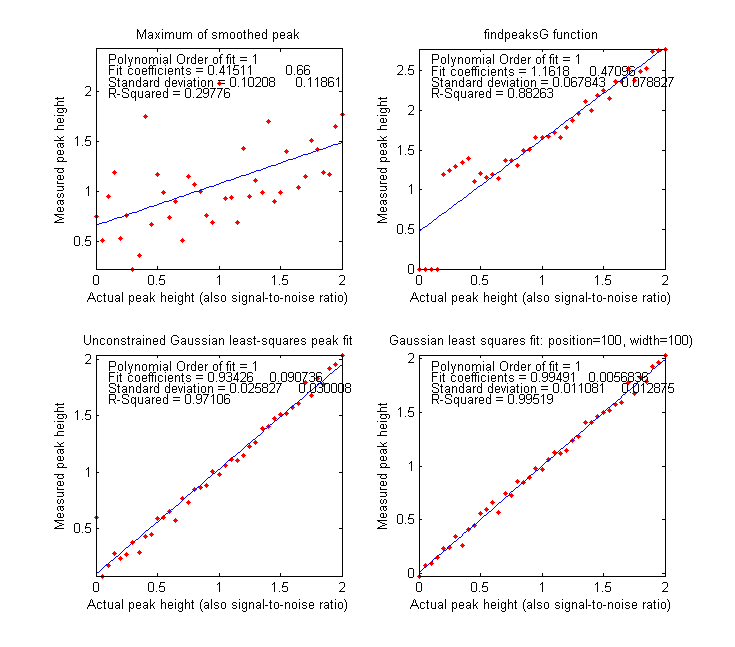 Maximum of smoothed peak
Polynomial Order of fit = 1
Fit coefficients = 0.41511 0.66
Standard deviation = 0.10208 0.11861
R-Squared = 0.29776
2
1.5
1
0.5
Measured peak height
0 0.5 1 1.5 2
Actual peak height (also signal-to-noise ratio)
findpeaksG function
Polynomial Order of fit = 1
Fit coefficients = 1.1618 0.47096
Standard deviation = 0.067843 0.078827
R-Squared = 0.88263
2.5
2
1.5
1
0
Measured peak height
0 0.5 1 1.5 2
Actual peak height (also signal-to-noise ratio)
Unconstrained Gaussian least-squares peak fit
Polynomial Order of fit = 1
Fit coefficients = 0.93426 0.090736
Standard deviation = 0.025827 0.030008
R-Squared = 0.97106
2
1.5
1
0.5
Measured peak height
0 0.5 1 1.5 2
Actual peak height (also signal-to-noise ratio)
Gaussian least squares fit: position=100, width=100)
Polynomial Order of fit = 1
Fit coefficients = 0.99491 0.0056836
Standard deviation = 0.011081 0.012875
R-Squared = 0.99519
2
1.5
1
0.5
0
Measured peak height
0 0.5 1 1.5 2
Actual peak height (also signal-to-noise ratio)